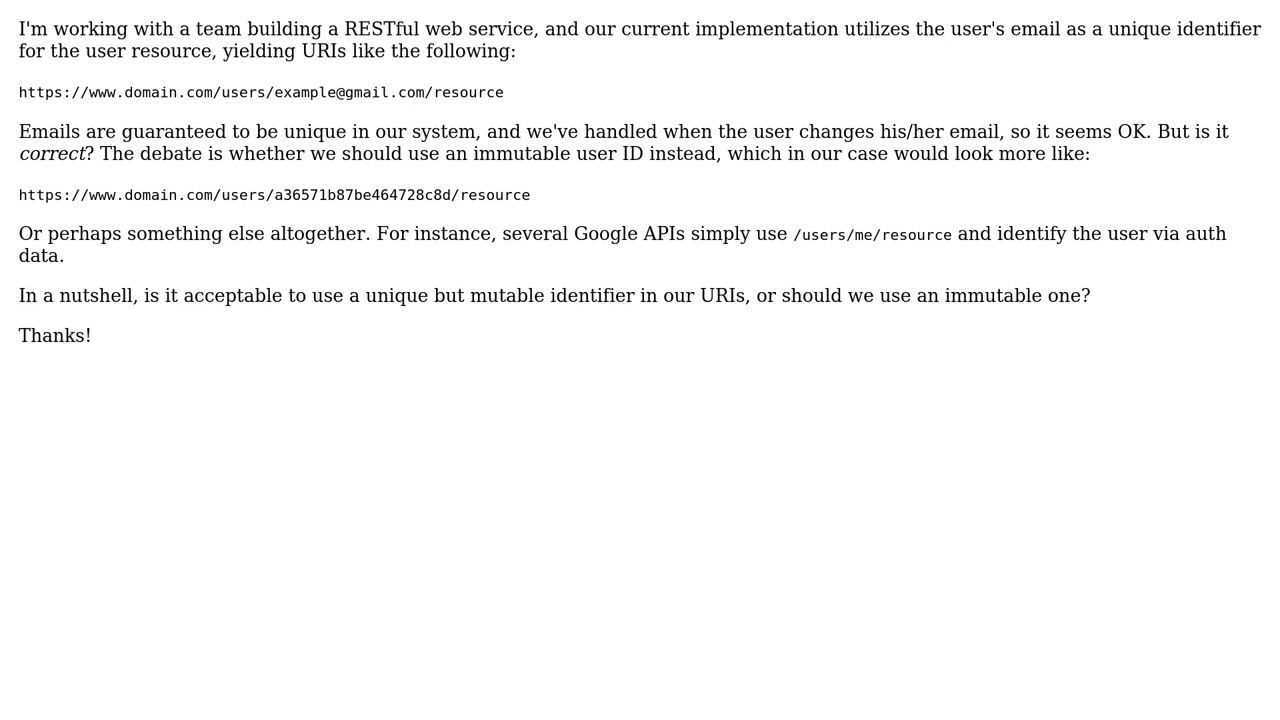 I'm working with a team building a RESTful web service, and our current implementation utilizes the user's email as a unique identifier
for the user resource, yielding URIs like the following:
https://www.domain.com/users/example@gmail.com/resource
Emails are guaranteed to be unique in our system, and we've handled when the user changes his/her email, so it seems OK. But is it
correct? The debate is whether we should use an immutable user ID instead, which in our case would look more like:
https://www.domain.com/users/a36571b87be464728c8d/resource
Or perhaps something else altogether. For instance, several Google APIs simply use /users/me/resource and identify the user via auth
data.
In a nutshell, is it acceptable to use a unique but mutable identifier in our URIs, or should we use an immutable one?
Thanks!